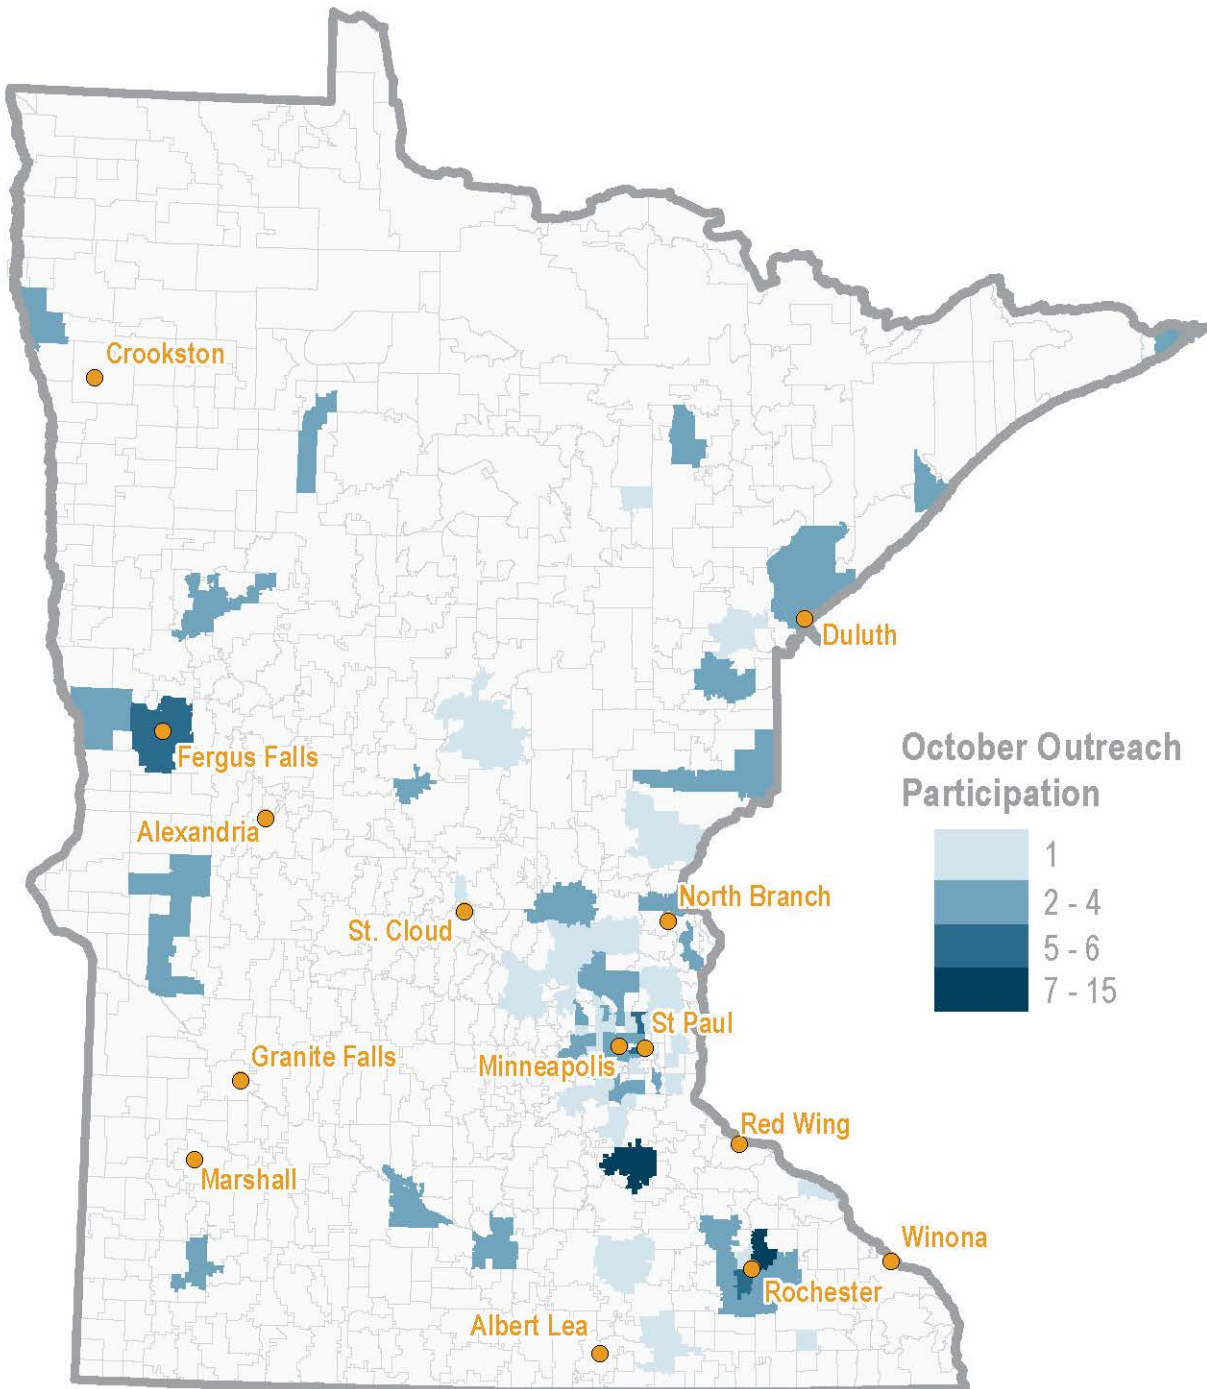 Crookston
Duluth
Fergus Falls
October Outreach
Participation
Alexandria
1
2 - 4
North Branch
St. Cloud
5 - 6
7 - 15
St Paul
Granite Falls
Minneapolis
Red Wing
Marshall
Winona
Rochester
Albert Lea